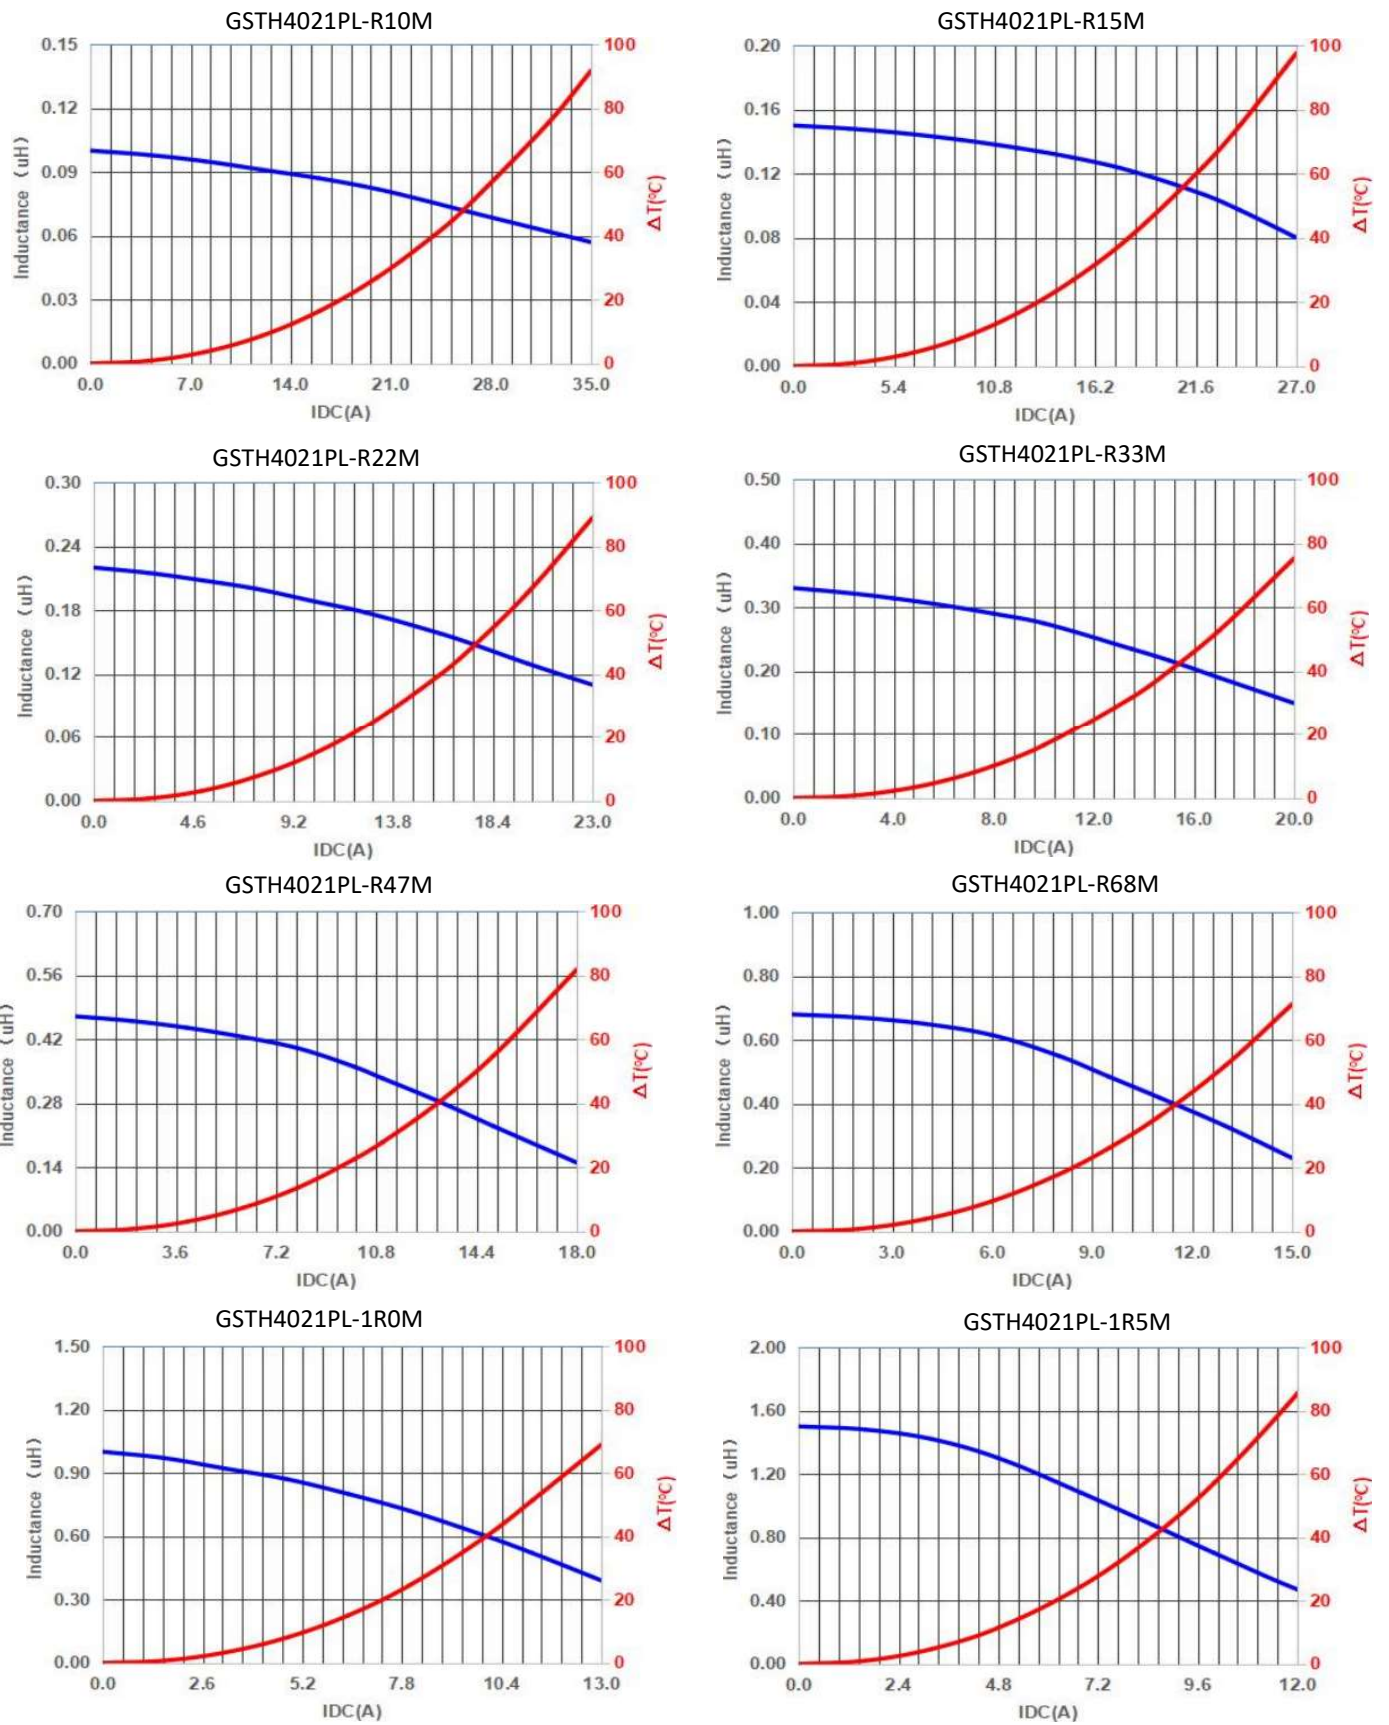 GSTH4021PL-R10M
0.15
0.12
0.09
0.06
0.03
0.00
Inductance (uH)
100
80
60
40
20
0
ΔT(℃)
0.0 7.0 14.0 21.0 28.0 35.0
IDC(A)
GSTH4021PL-R15M
0.20
0.16
0.12
0.08
0.04
0.00
Inductance (uH)
100
80
60
40
20
0
ΔT(℃)
0.0 5.4 10.8 16.2 21.6 27.0
IDC(A)
GSTH4021PL-R22M
0.30
0.24
0.18
0.12
0.06
0.00
Inductance (uH)
100
80
60
40
20
0
ΔT(℃)
0.0 4.6 9.2 13.8 18.4 23.0
IDC(A)
GSTH4021PL-R33M
0.50
0.40
0.30
0.20
0.10
0.00
Inductance (uH)
100
80
60
40
20
0
ΔT(℃)
0.0 4.0 8.0 12.0 16.0 20.0
IDC(A)
GSTH4021PL-R47M
0.70
0.56
0.42
0.28
0.14
0.00
Inductance (uH)
100
80
60
40
20
0
ΔT(℃)
0.0 3.6 7.2 10.8 14.4 18.0
IDC(A)
GSTH4021PL-R68M
1.00
0.80
0.60
0.40
0.20
0.00
Inductance (uH)
100
80
60
40
20
0
ΔT(℃)
0.0 3.0 6.0 9.0 12.0 15.0
IDC(A)
GSTH4021PL-1R0M
1.50
1.20
0.90
0.60
0.30
0.00
Inductance (uH)
100
80
60
40
20
0
ΔT(℃)
0.0 2.6 5.2 7.8 10.4 13.0
IDC(A)
GSTH4021PL-1R5M
2.00
1.60
1.20
0.80
0.40
0.00
Inductance (uH)
100
80
60
40
20
0
ΔT(℃)
0.0 2.4 4.8 7.2 9.6 12.0
IDC(A)